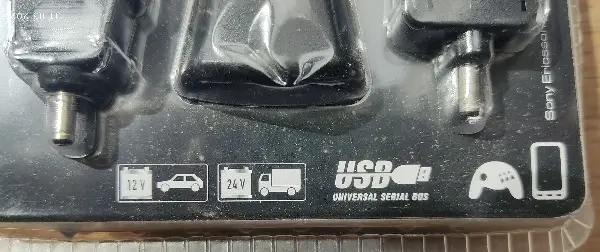 Sony Ericsson
12 V
24 V
USB
UNIVERSAL SERIAL BUS